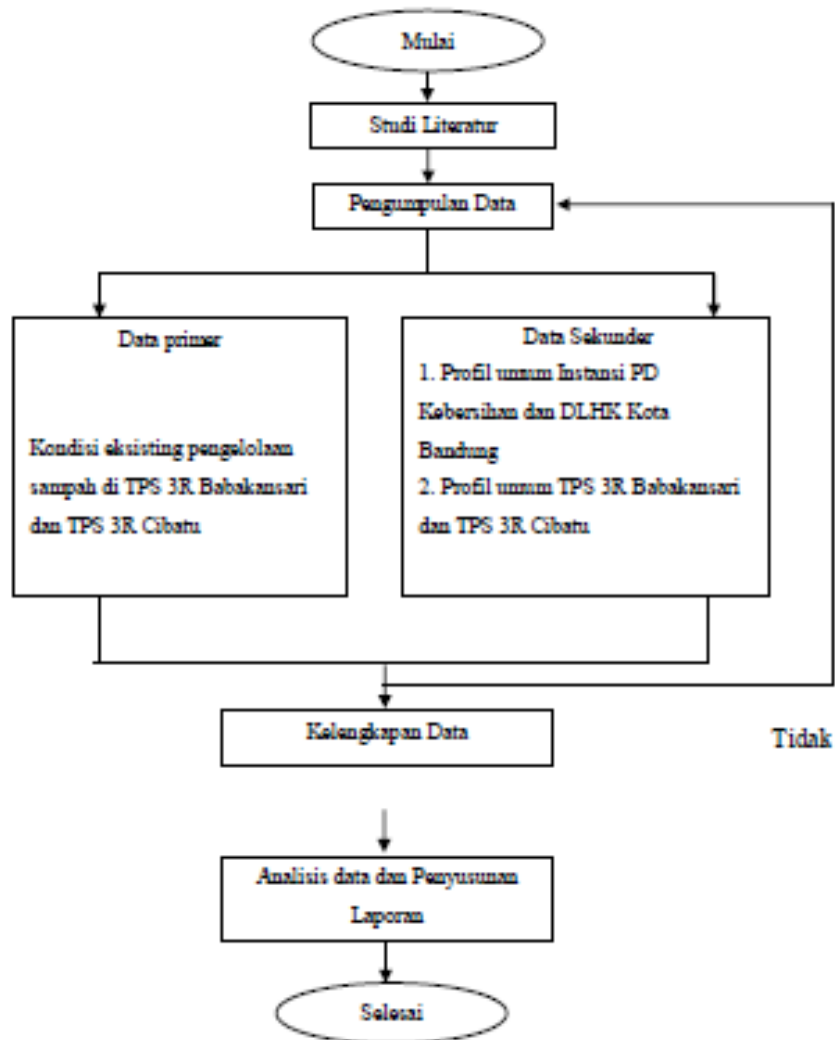 Mulai
Studi Literatur
Pengumpulan Data
Data primer
Kondisi eksisting pengelolaan
sampah di TPS 3R Babakansari
dan TPS 3R Cibatu
Data Sekunder
1. Profil umum Instansi PD
Kebersihan dan DLHK Kota
Bandung
2. Profil umum TPS 3R Babakansari
dan TPS 3R Cibatu
Kelengkapan Data
Tidak
Analisis data dan Penyusunan
Laporan
Selesai